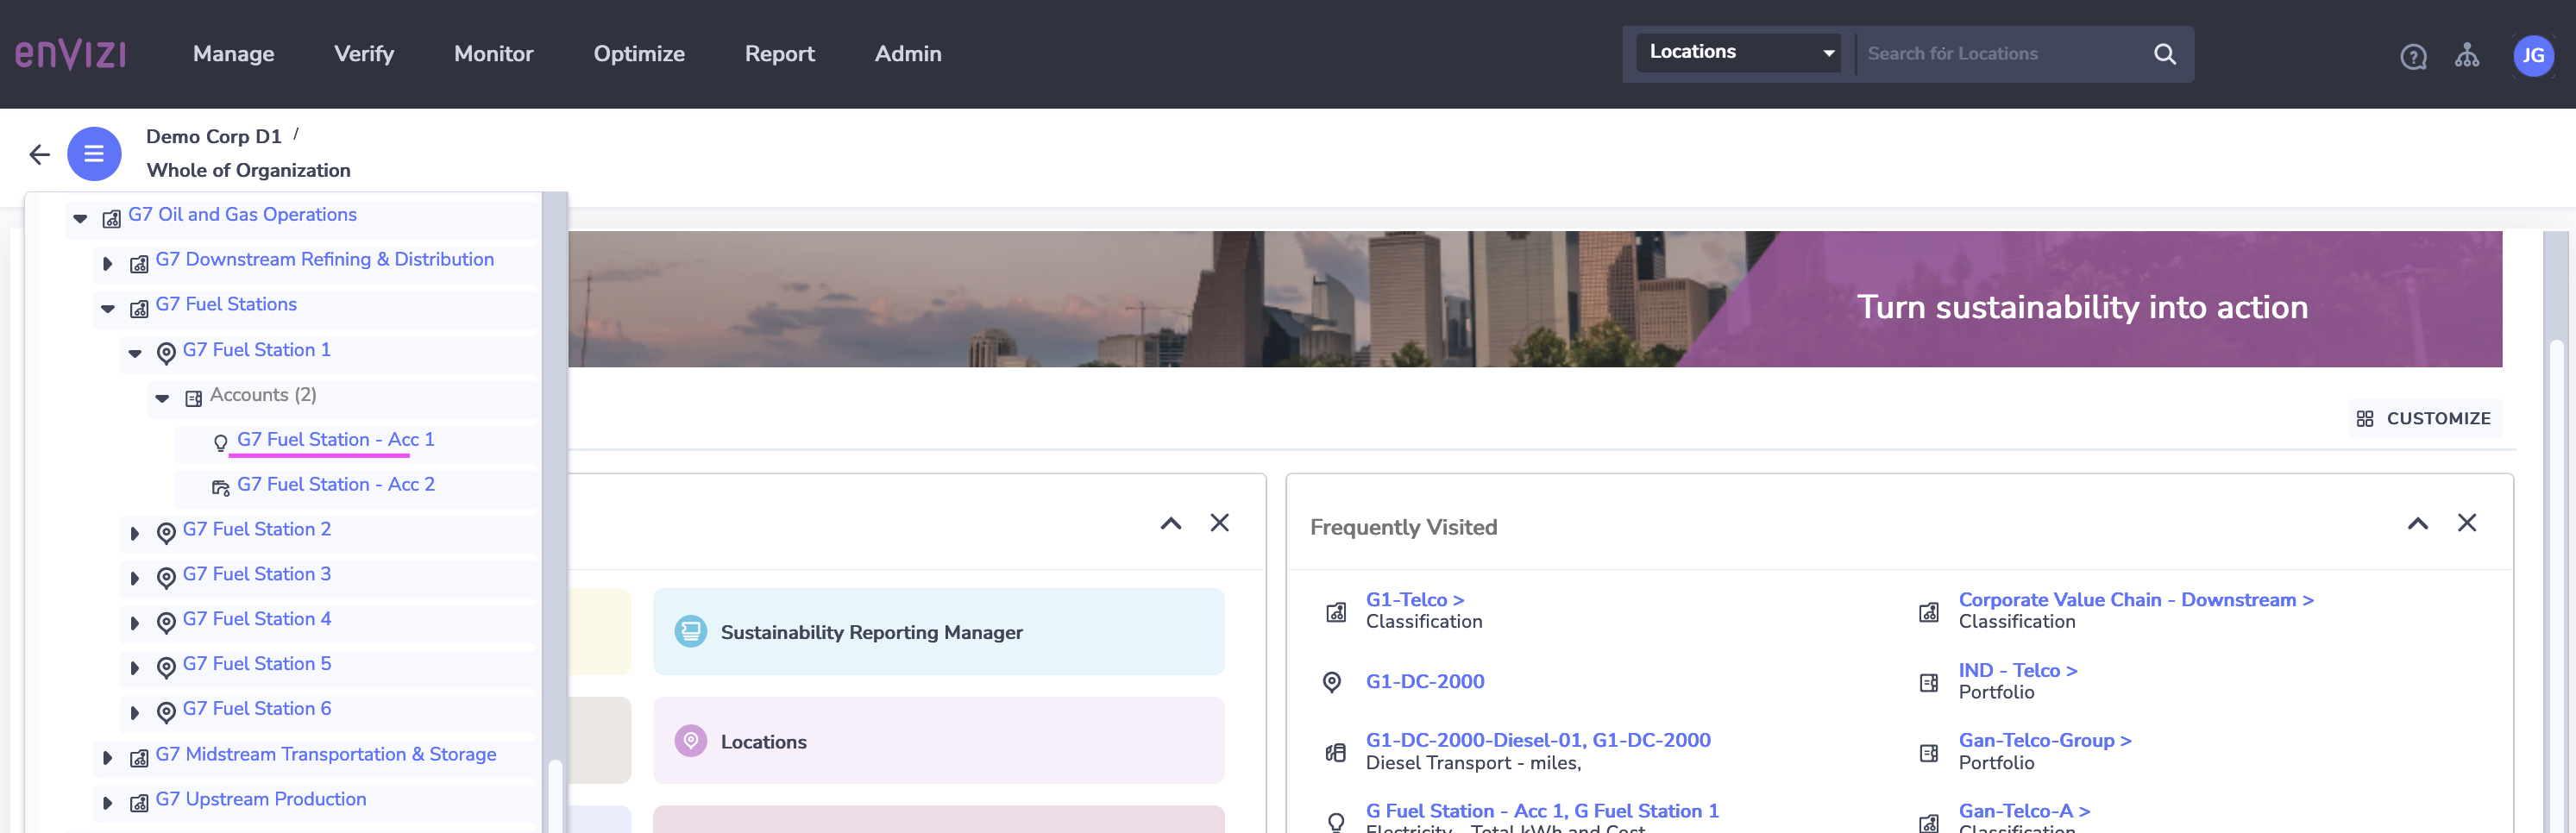 envizi
Manage
Verify
Monitor
Optimize
Report
Admin
Locations
Search for Locations
JG
Demo Corp D1 /
Whole of Organization
G7 Oil and Gas Operations
G7 Downstream Refining & Distribution
G7 Fuel Stations
G7 Fuel Station 1
Accounts (2)
G7 Fuel Station - Acc 1
G7 Fuel Station - Acc 2
G7 Fuel Station 2
G7 Fuel Station 3
G7 Fuel Station 4
G7 Fuel Station 5
G7 Fuel Station 6
G7 Midstream Transportation & Storage
G7 Upstream Production
Turn sustainability into action
CUSTOMIZE
Sustainability Reporting Manager
Locations
Frequently Visited
G1-Telco >
Classification
G1-DC-2000
G1-DC-2000-Diesel-01, G1-DC-2000
Diesel Transport - miles,
G Fuel Station - Acc 1, G Fuel Station 1
Electricity - Total kWh and Cost
Corporate Value Chain - Downstream >
Classification
IND - Telco >
Portfolio
Gan-Telco-Group >
Portfolio
Gan-Telco-A >
Classification